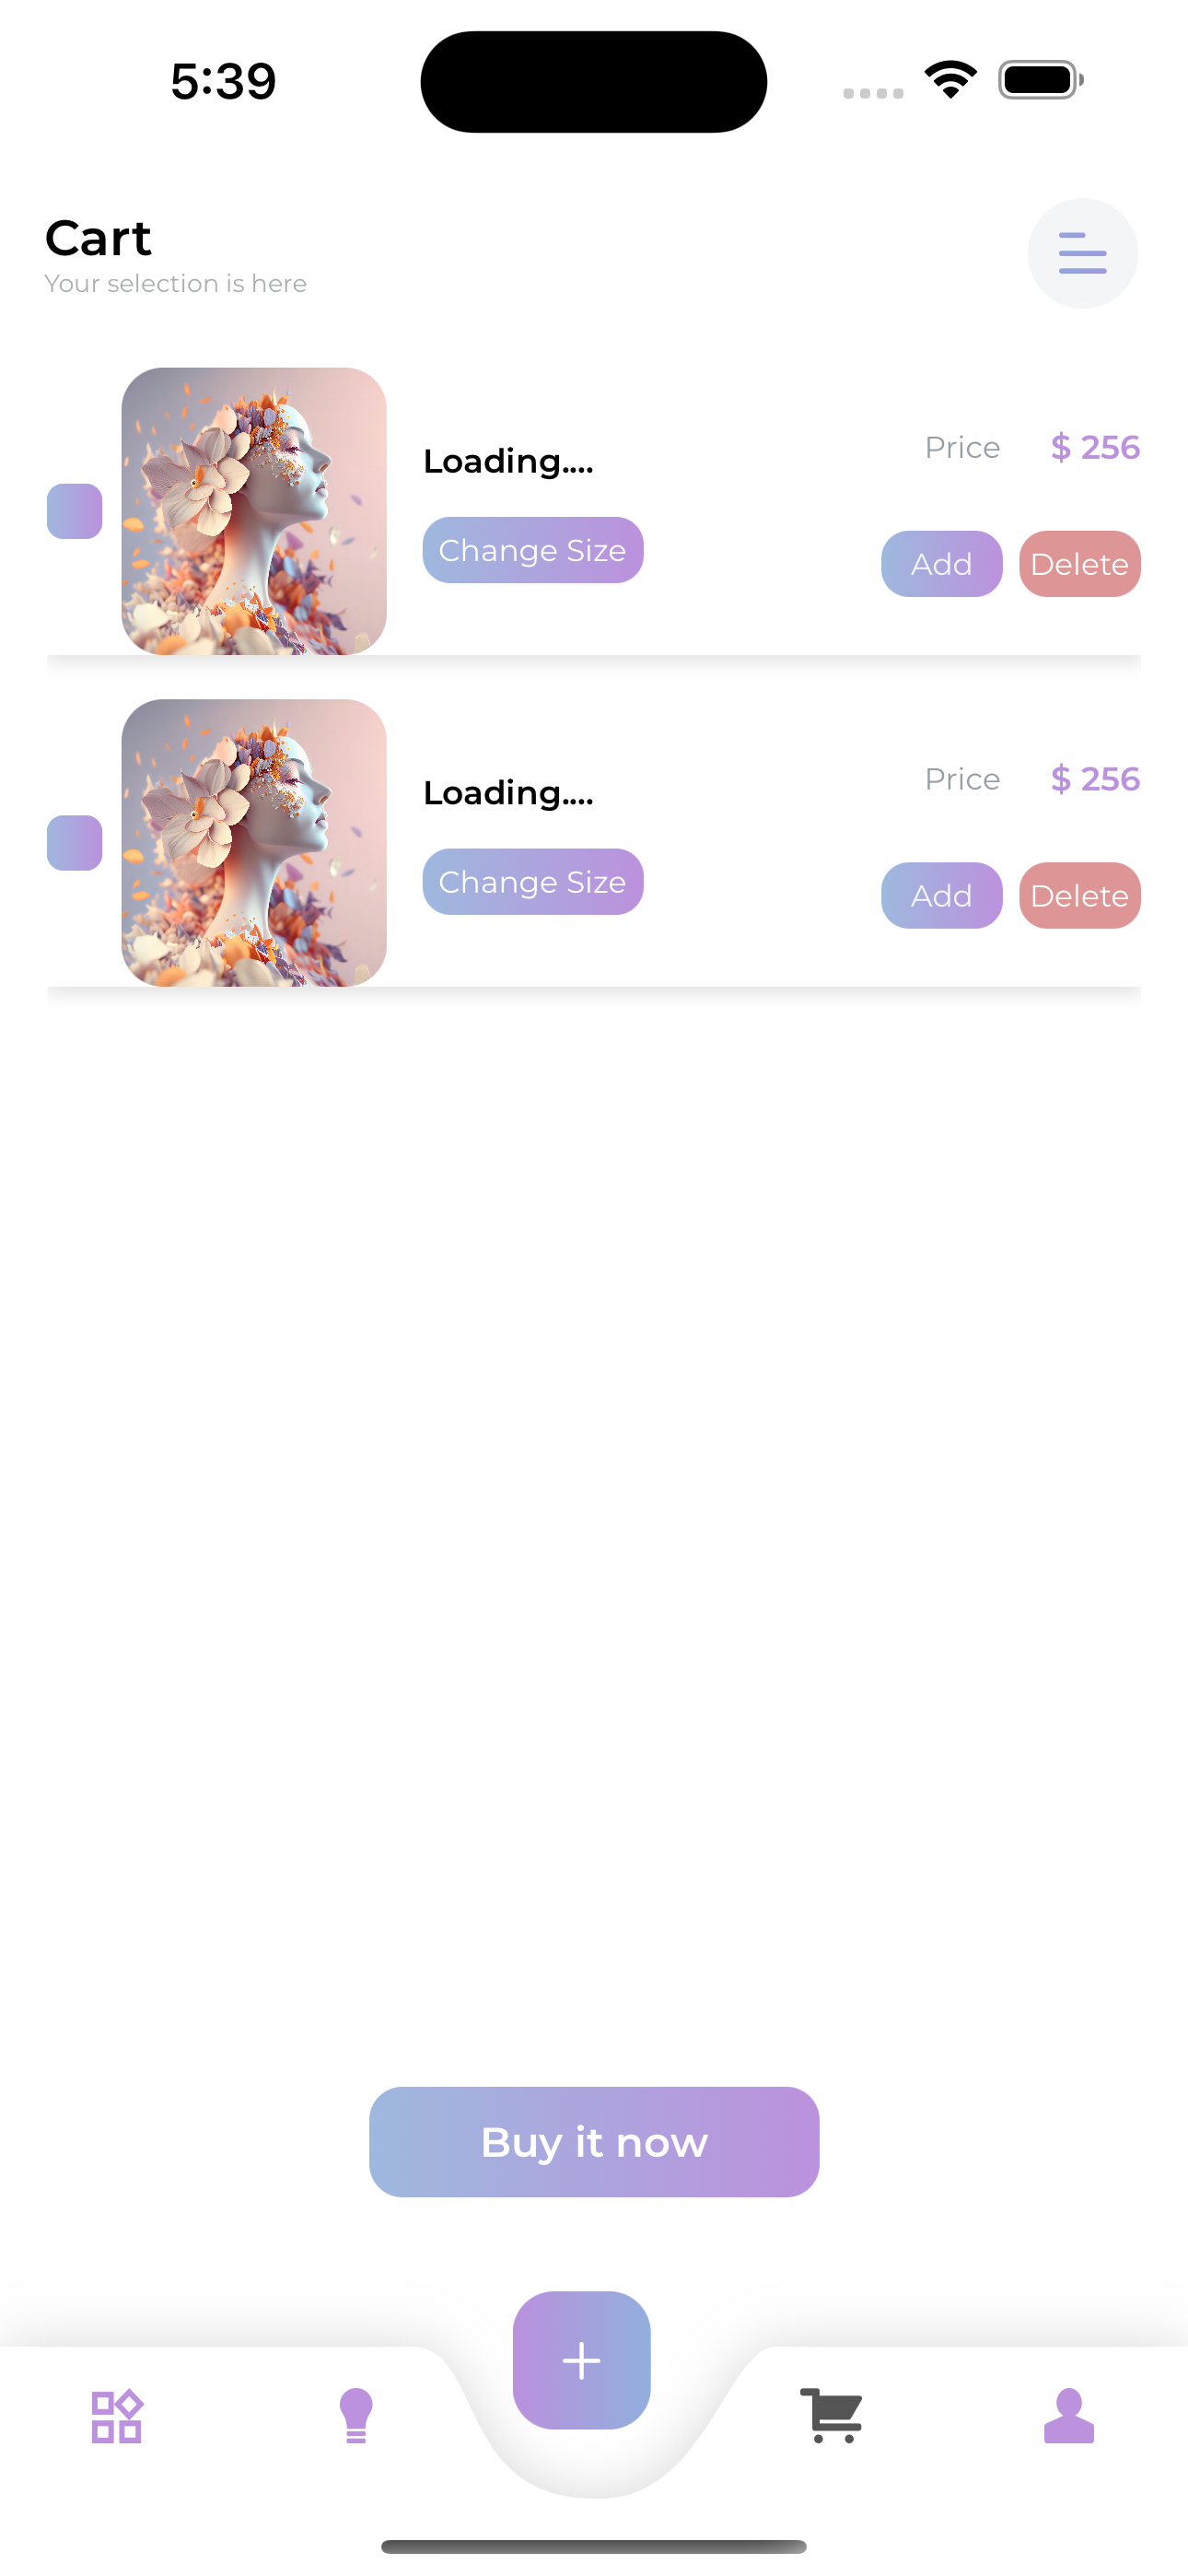 5:39
Cart
Your selection is here
Loading....
Price $ 256
Change Size
Add Delete
Loading....
Price $ 256
Change Size
Add Delete
Buy it now